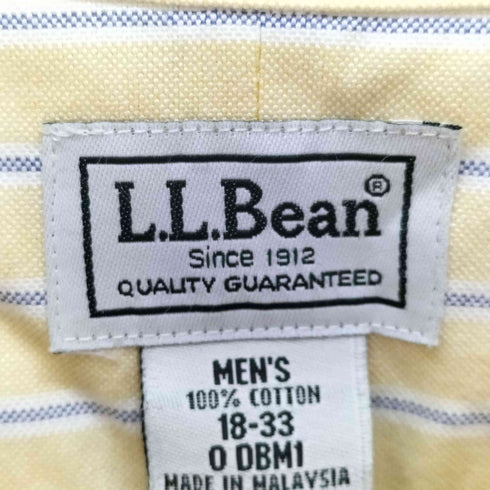 L.L.Bean®
Since 1912
QUALITY GUARANTEED
MEN'S
100% COTTON
18-33
0 DBM1
MADE IN MALAYSIA